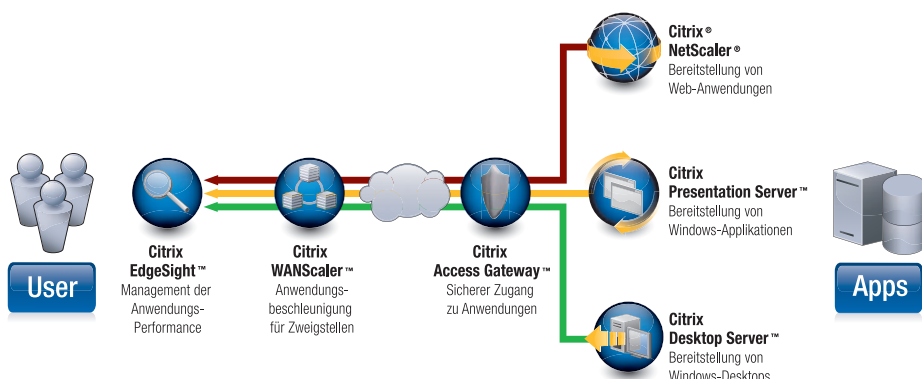 Citrix®
NetScaler®
Bereitstellung von
Web-Anwendungen
Citrix
Presentation Server™
Bereitstellung von
Windows-Applikationen
Citrix
EdgeSight™
Management der
Anwendungs-
Performance
Citrix
WANScaler™
Anwendungs-
beschleunigung
für Zweigstellen
Citrix
Access Gateway™
Sicherer Zugang
zu Anwendungen
User
Apps
Citrix
Desktop Server™
Bereitstellung von
Windows-Desktops